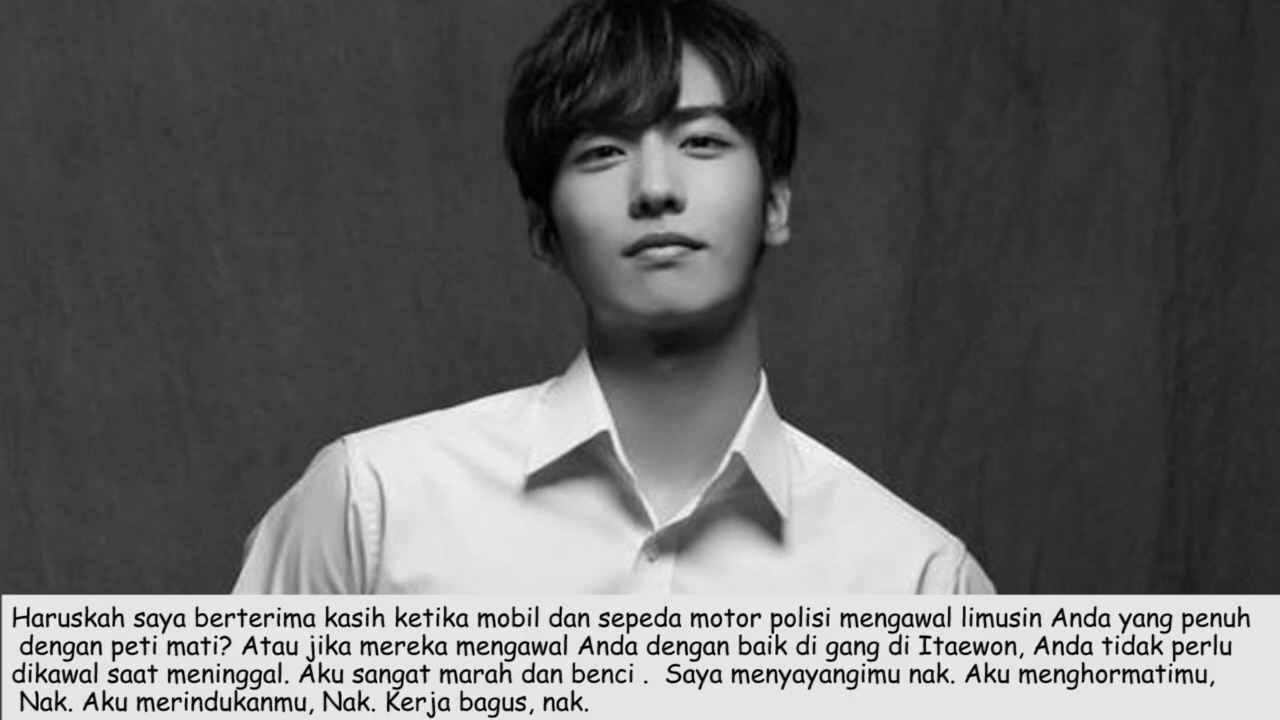 Haruskah saya berterima kasih ketika mobil dan sepeda motor polisi mengawal limusin Anda yang penuh
dengan peti mati? Atau jika mereka mengawal Anda dengan baik di gang di Itaewon, Anda tidak perlu
dikawal saat meninggal. Aku sangat marah dan benci .  Saya menyayangimu nak. Aku menghormatimu,
Nak. Aku merindukanmu, Nak. Kerja bagus, nak.